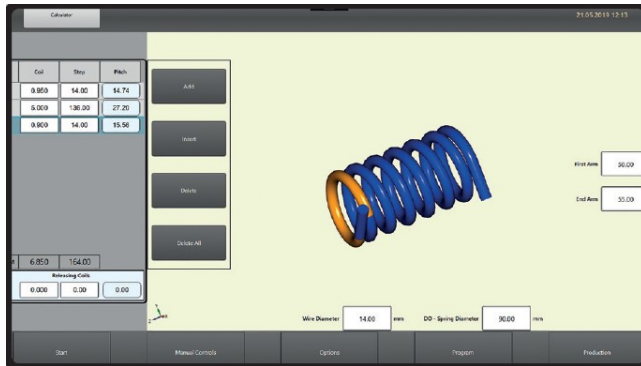 Calculator
21.05.2019 12:13
Coil Step Pitch
0.950 14.00 14.74
5.000 136.00 27.20
0.900 14.00 15.56
Add
Insert
Delete
Delete All
First Arm 50.00
End Arm 55.00
6.850 164.00
Releasing Coils
0.000 0.00 0.00
Wire Diameter 14.00 mm OD - Spring Diameter 90.00 mm
Start Manual Controls Options Program Production